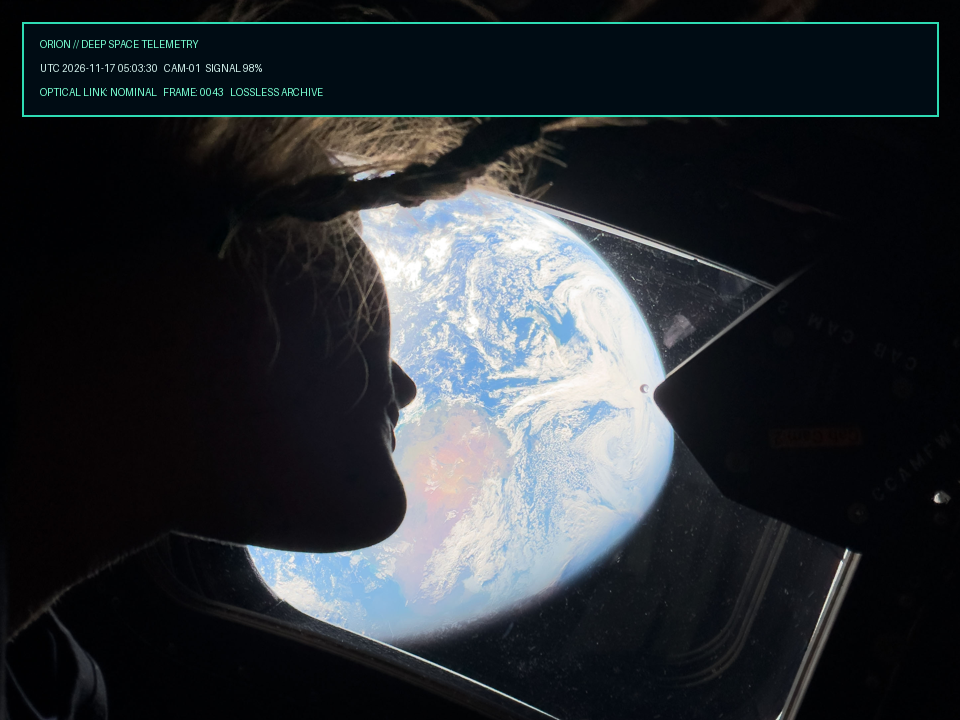 ORION // DEEP SPACE TELEMETRY
UTC 2026-11-17 05:03:30 CAM-01 SIGNAL 98%
OPTICAL LINK: NOMINAL FRAME: 0043 LOSSLESS ARCHIVE